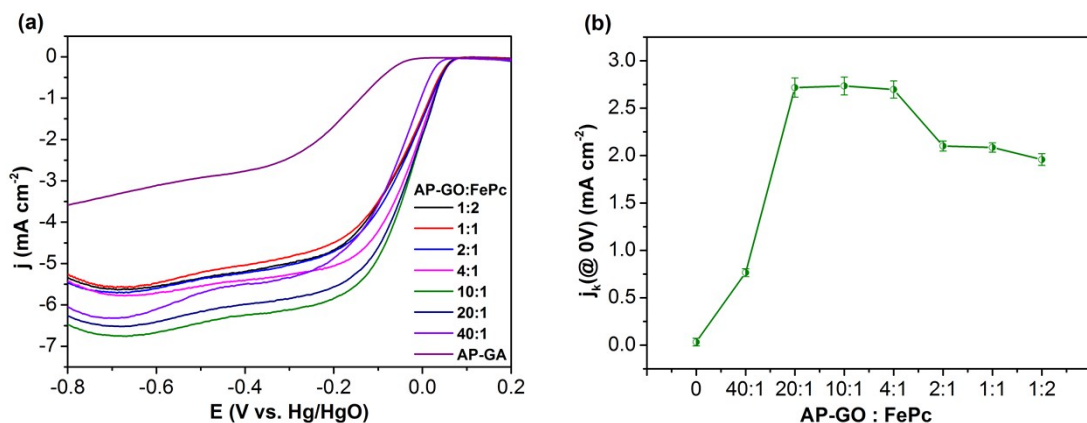 (a)
0
-1
-2
-3
-4
-5
-6
-7
j (mA cm⁻²)
AP-GO:FePc
1:2
1:1
2:1
4:1
10:1
20:1
40:1
AP-GA
-0.8 -0.6 -0.4 -0.2 0.0 0.2
E (V vs. Hg/HgO)
(b)
3.0
2.5
2.0
1.5
1.0
0.5
0.0
jₖ(@ 0V) (mA cm⁻²)
0 40:1 20:1 10:1 4:1 2:1 1:1 1:2
AP-GO : FePc